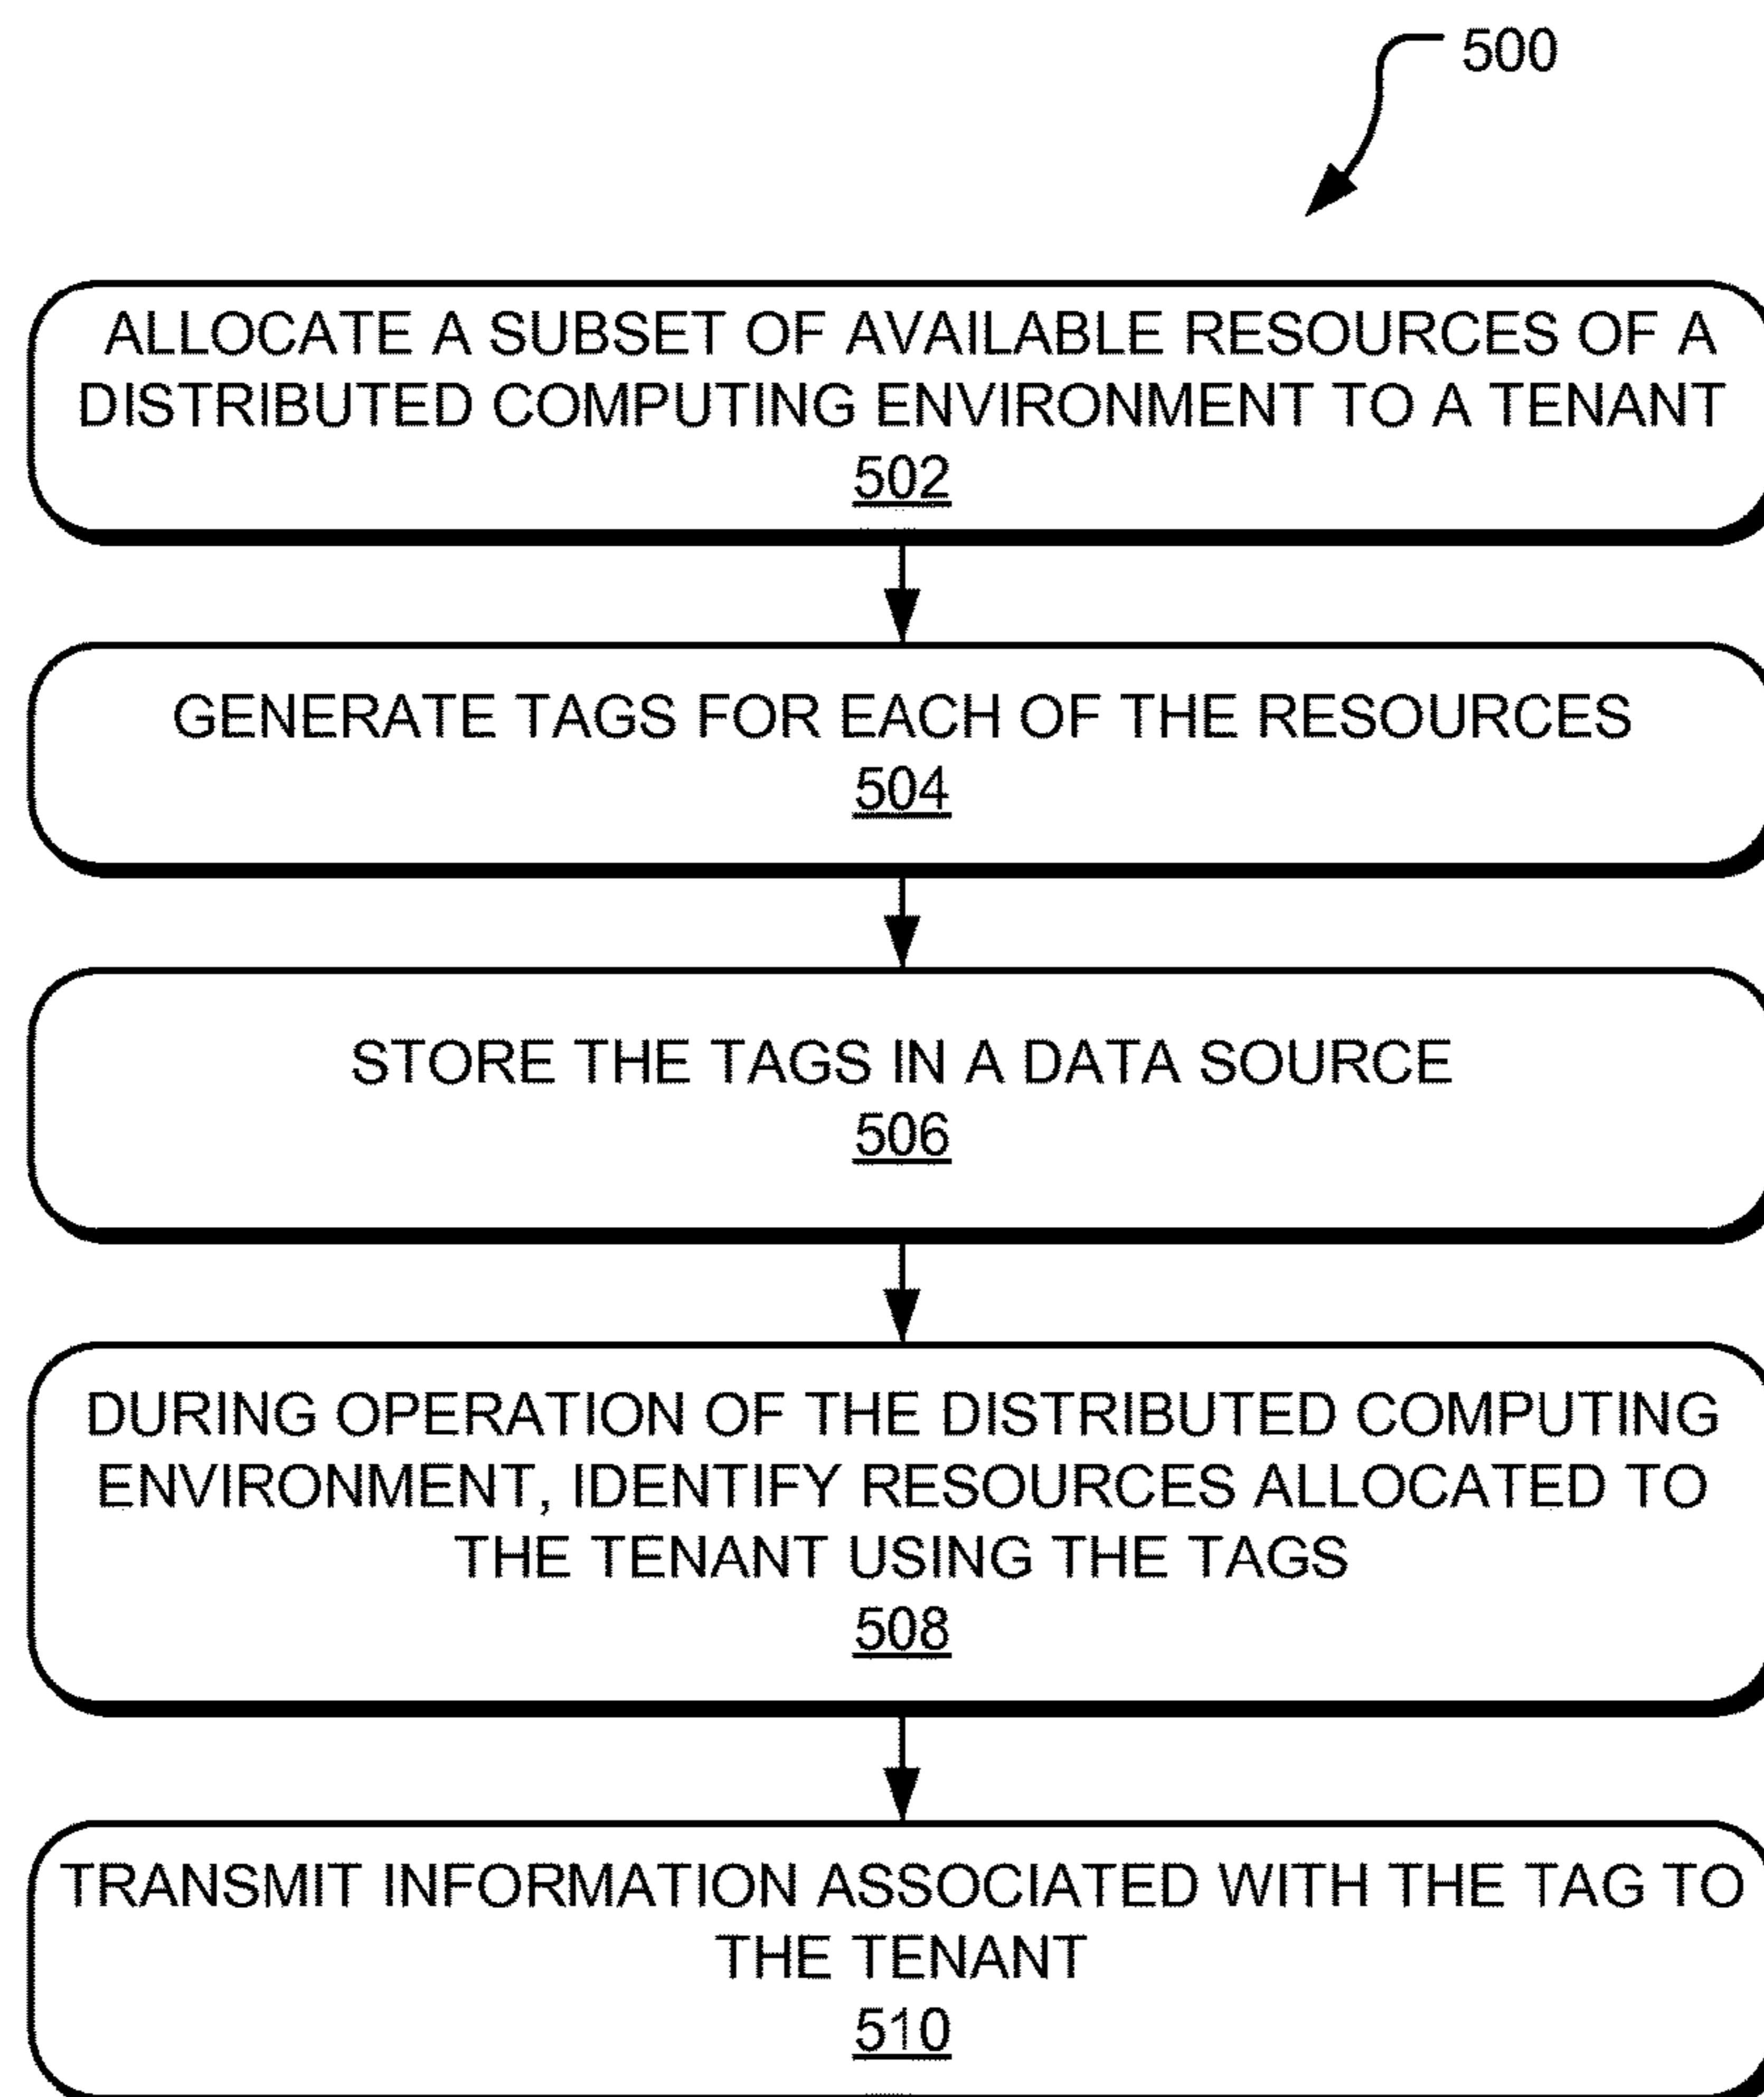 500
ALLOCATE A SUBSET OF AVAILABLE RESOURCES OF A
DISTRIBUTED COMPUTING ENVIRONMENT TO A TENANT
502
GENERATE TAGS FOR EACH OF THE RESOURCES
504
STORE THE TAGS IN A DATA SOURCE
506
DURING OPERATION OF THE DISTRIBUTED COMPUTING
ENVIRONMENT, IDENTIFY RESOURCES ALLOCATED TO
THE TENANT USING THE TAGS
508
TRANSMIT INFORMATION ASSOCIATED WITH THE TAG TO
THE TENANT
510